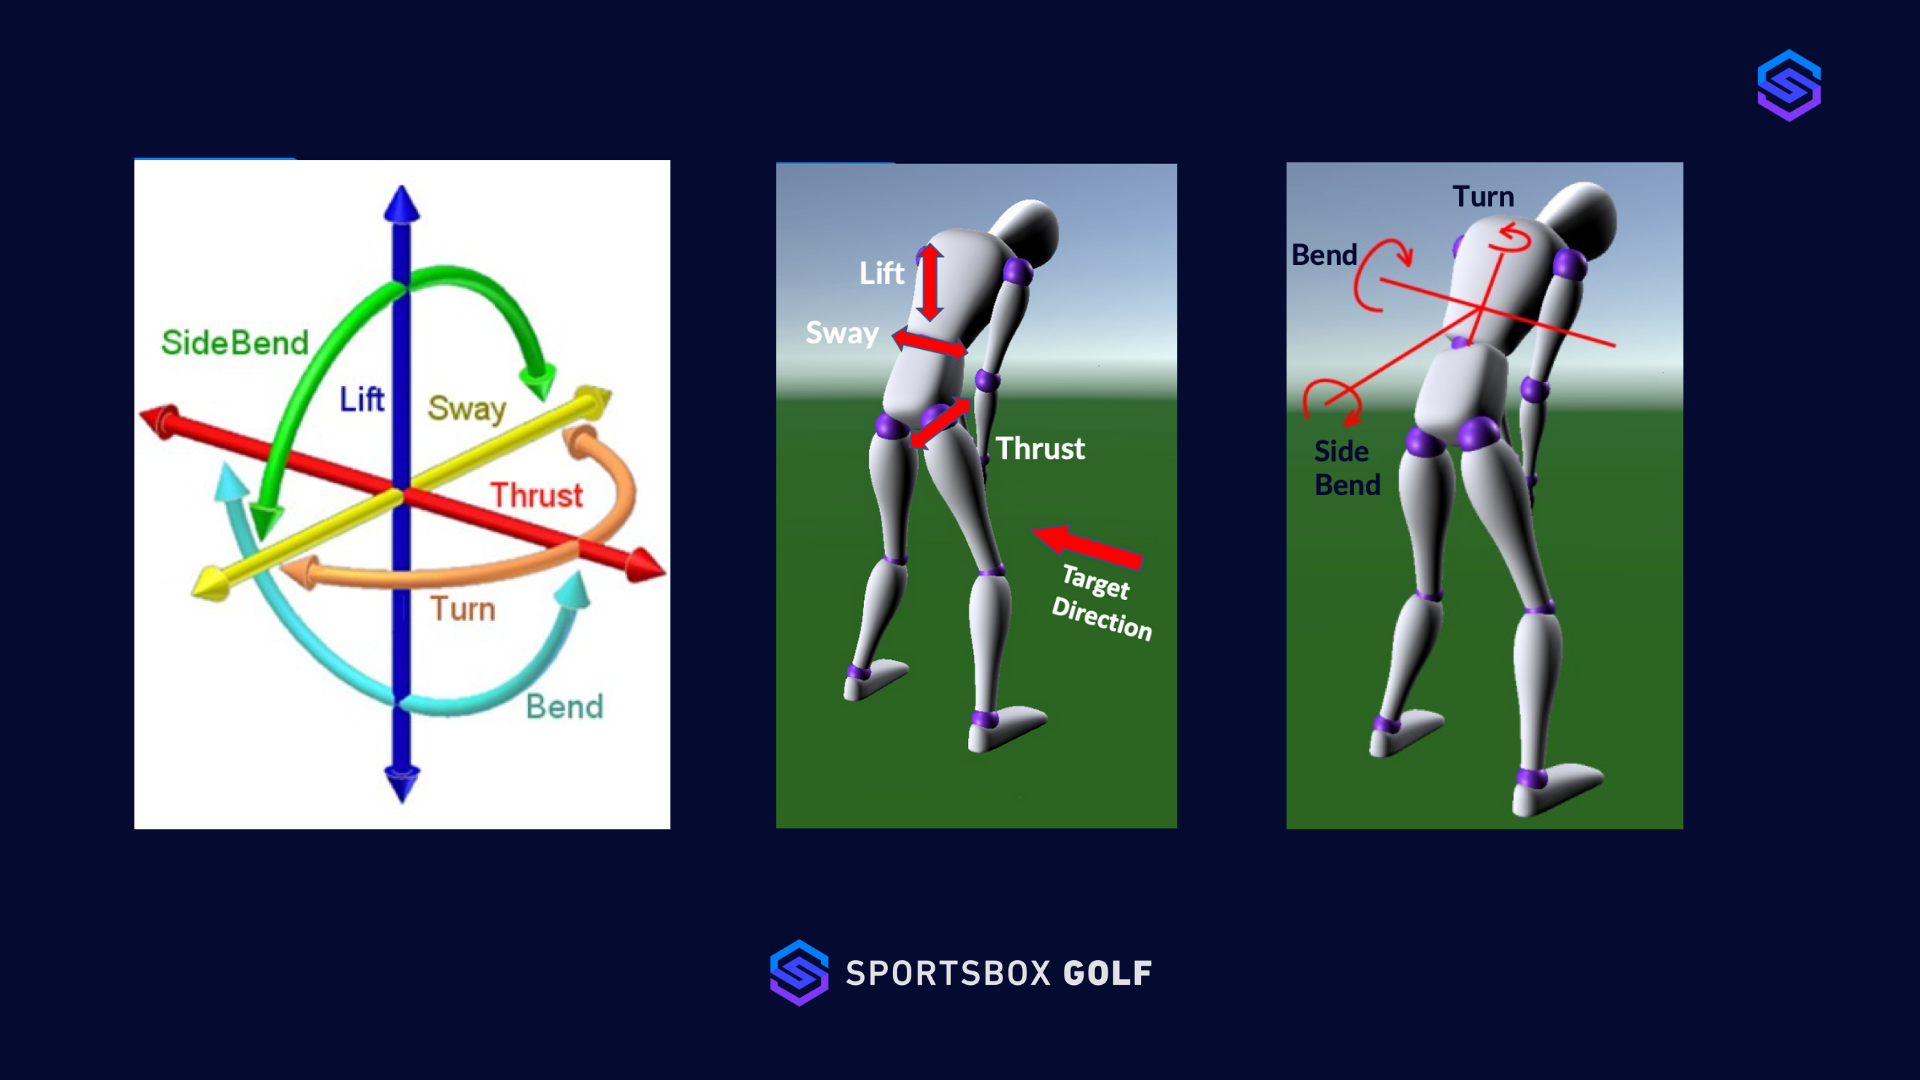 SideBend
Lift
Sway
Thrust
Turn
Bend
Lift
Sway
Thrust
Target
Direction
Turn
Bend
Side
Bend
SPORTSBOX GOLF